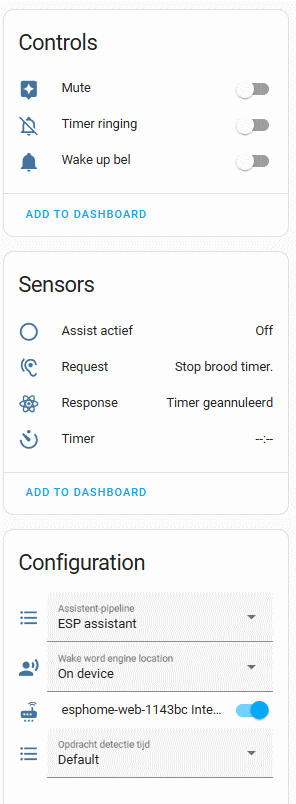 Controls
Mute
Timer ringing
Wake up bel
ADD TO DASHBOARD
Sensors
Assist actief Off
Request Stop brood timer.
Response Timer geannuleerd
Timer --:--
ADD TO DASHBOARD
Configuration
Assistent-pipeline
ESP assistant
Wake word engine location
On device
esphome-web-1143bc Inte...
Opdracht detectie tijd
Default